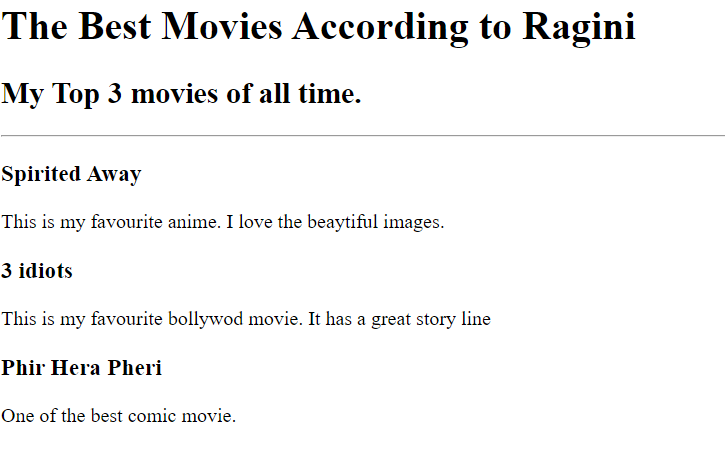 The Best Movies According to Ragini
My Top 3 movies of all time.
Spirited Away
This is my favourite anime. I love the beaytiful images.
3 idiots
This is my favourite bollywod movie. It has a great story line
Phir Hera Pheri
One of the best comic movie.